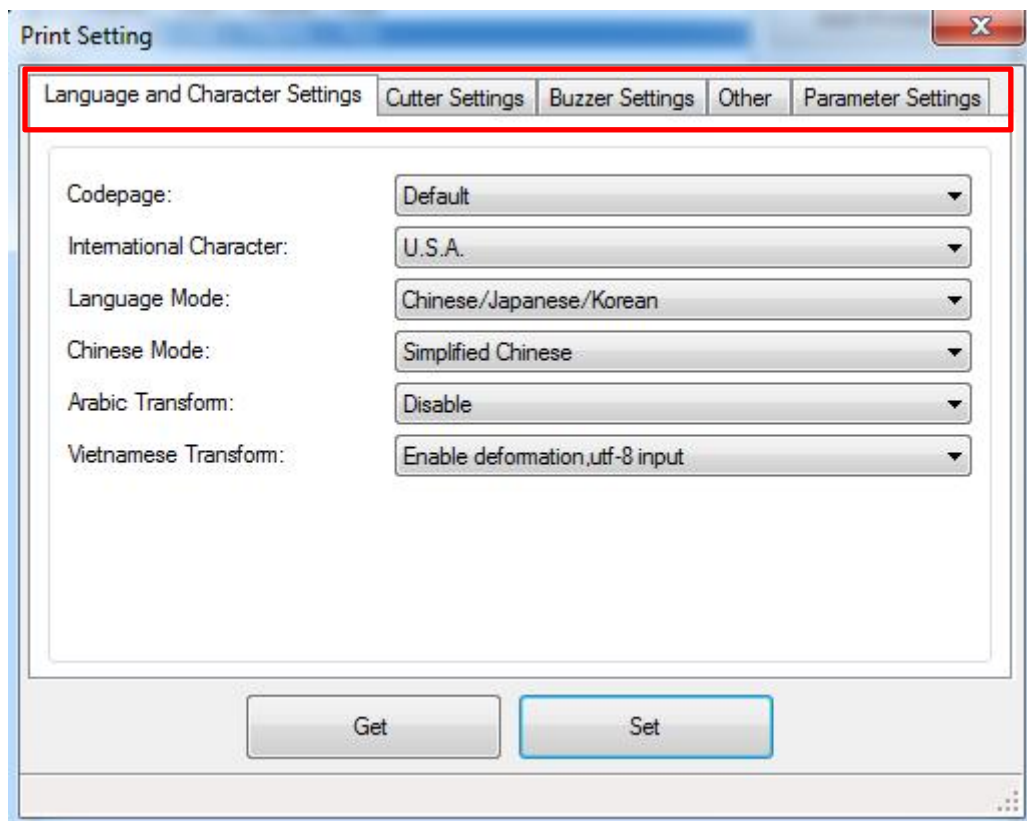 Print Setting
Language and Character Settings Cutter Settings Buzzer Settings Other Parameter Settings
Codepage: Default
International Character: U.S.A.
Language Mode: Chinese/Japanese/Korean
Chinese Mode: Simplified Chinese
Arabic Transform: Disable
Vietnamese Transform: Enable deformation,utf-8 input
Get Set